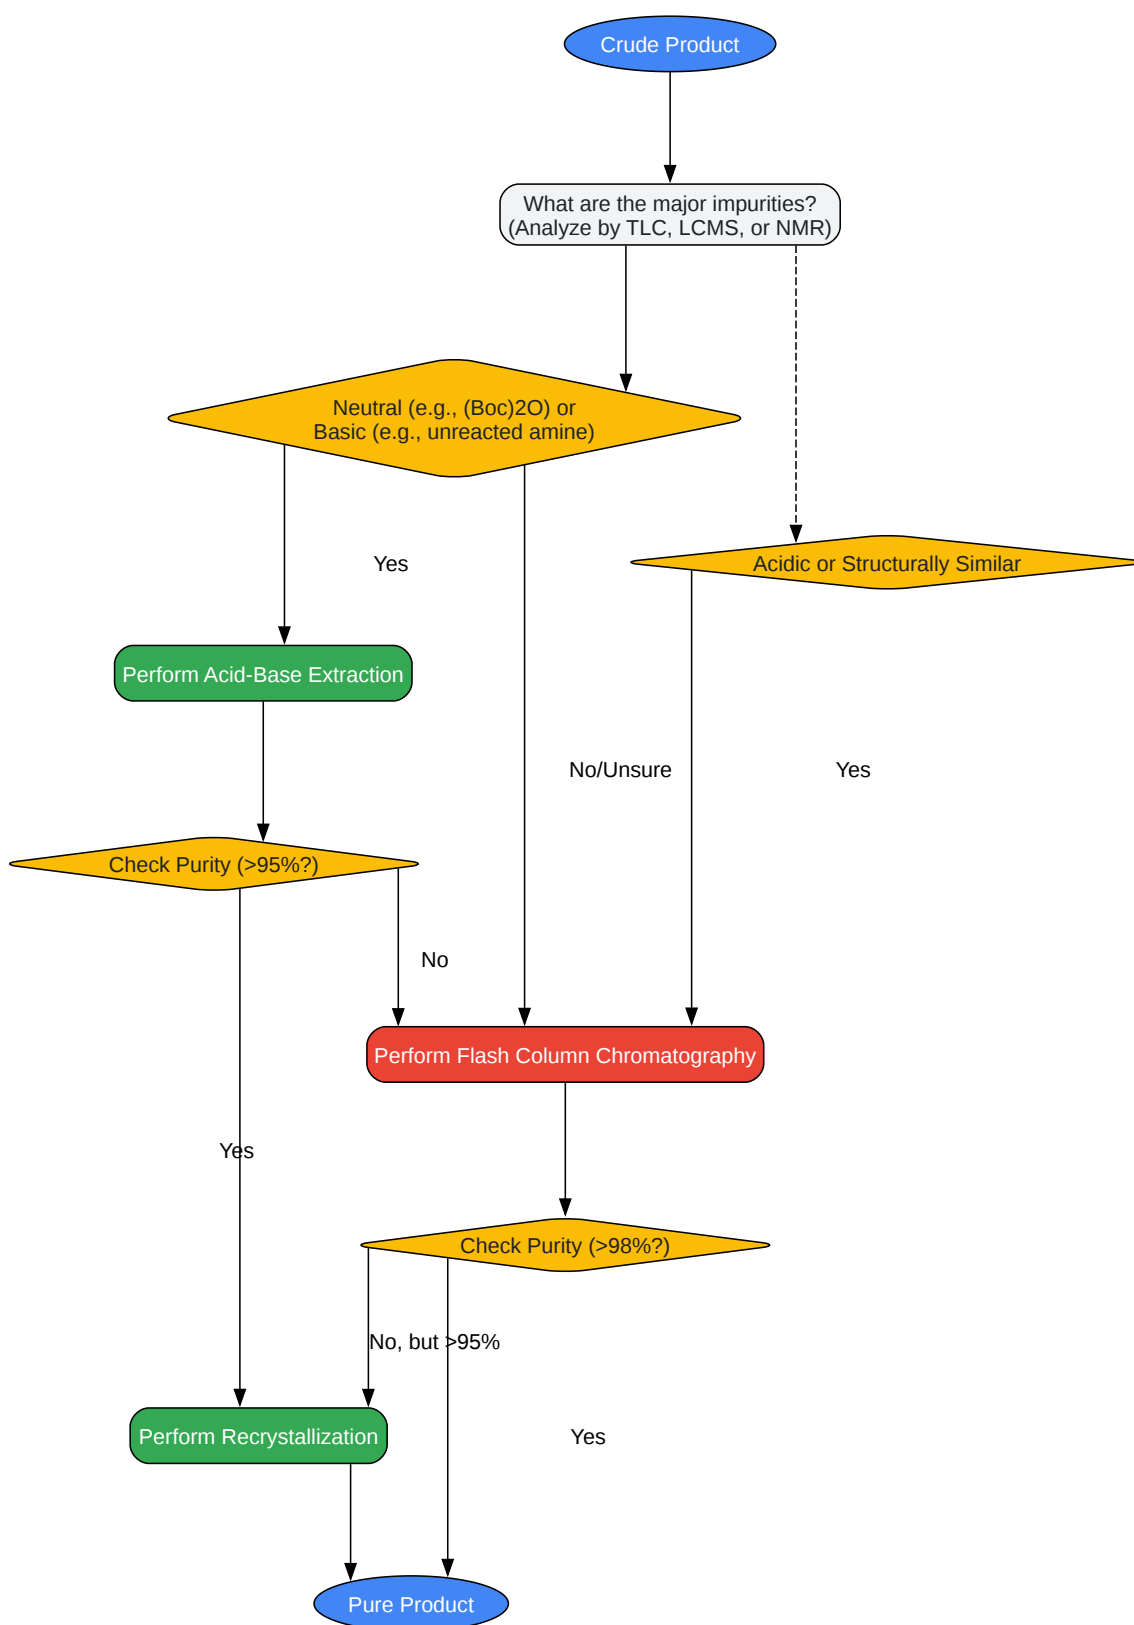 Crude Product
What are the major impurities?
(Analyze by TLC, LCMS, or NMR)
Neutral (e.g., (Boc)2O) or
Basic (e.g., unreacted amine)
Yes
Acidic or Structurally Similar
Perform Acid-Base Extraction
No/Unsure
Yes
Check Purity (>95%?)
No
Perform Flash Column Chromatography
Yes
Check Purity (>98%?)
No, but >95%
Perform Recrystallization
Yes
Pure Product